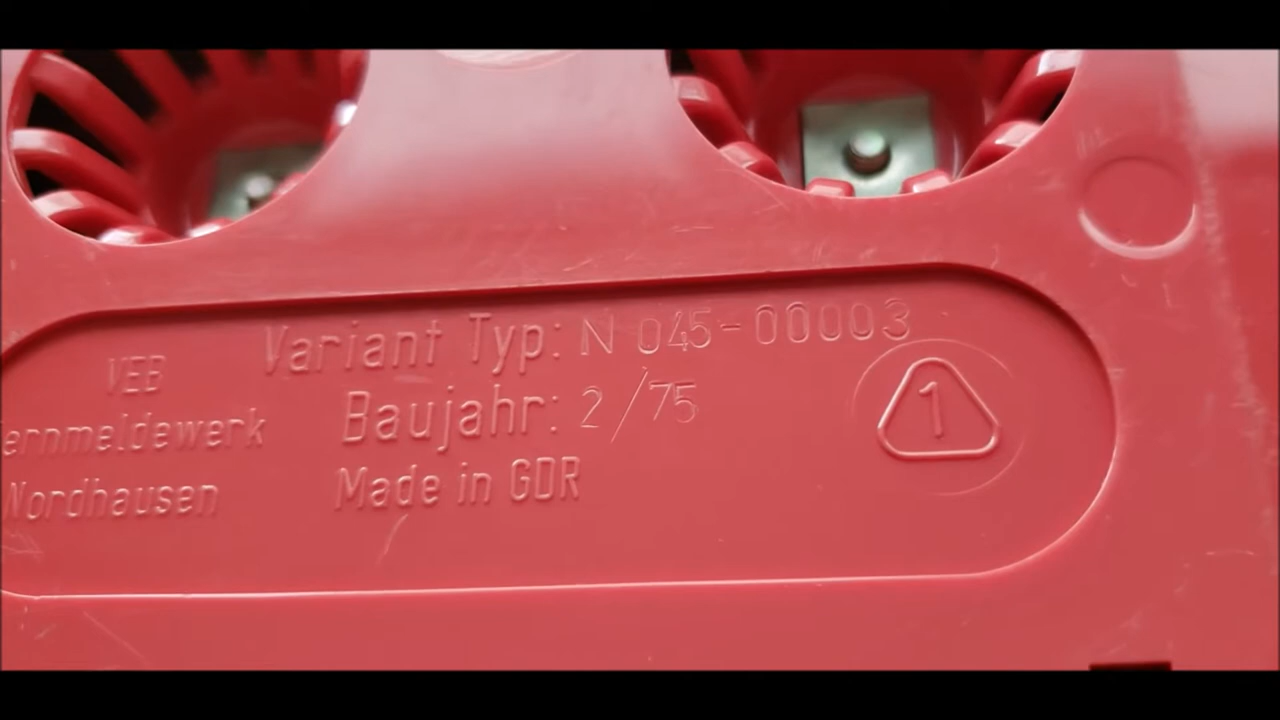 VEB
ernmeldewerk
Nordhausen
Variant Typ: N 045-00003
Baujahr: 2/75
Made in GDR
1